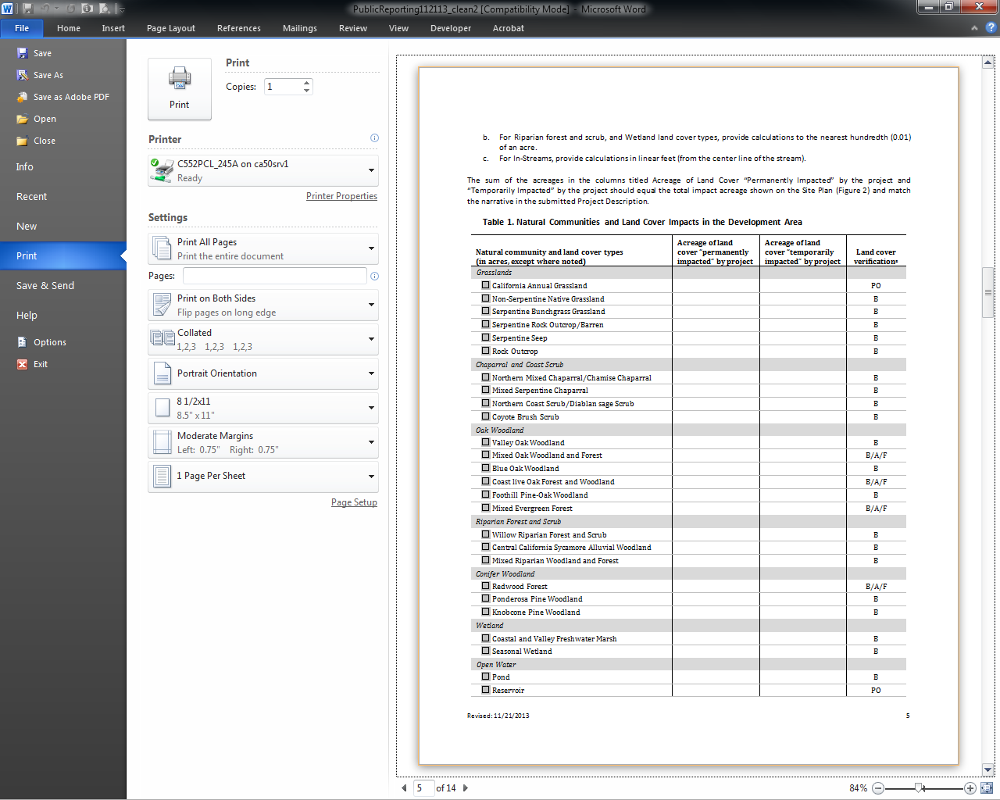 PublicReporting112113_clean2 [Compatibility Mode] - Microsoft Word
File Home Insert Page Layout References Mailings Review View Developer Acrobat
Save
Save As
Save as Adobe PDF
Open
Close
Info
Recent
New
Print
Save & Send
Help
Options
Exit
Print
Print
Copies: 1
Printer
C552PCL_245A on ca50srv1
Ready
Printer Properties
Settings
Print All Pages
Print the entire document
Pages:
Print on Both Sides
Flip pages on long edge
Collated
1,2,3 1,2,3 1,2,3
Portrait Orientation
8 1/2x11
8.5" x 11"
Moderate Margins
Left: 0.75" Right: 0.75"
1 Page Per Sheet
Page Setup
b. For Riparian forest and scrub, and Wetland land cover types, provide calculations to the nearest hundredth (0.01)
of an acre.
c. For In-Streams, provide calculations in linear feet (from the center line of the stream).
The sum of the acreages in the columns titled Acreage of Land Cover “Permanently Impacted” by the project and
“Temporarily Impacted” by the project should equal the total impact acreage shown on the Site Plan (Figure 2) and match
the narrative in the submitted Project Description.
Table 1. Natural Communities and Land Cover Impacts in the Development Area
Natural community and land cover types
(in acres, except where noted)
Acreage of land
cover “permanently
impacted” by project
Acreage of land
cover “temporarily
impacted” by project
Land cover
verificationᵃ
Grasslands
California Annual Grassland PO
Non-Serpentine Native Grassland B
Serpentine Bunchgrass Grassland B
Serpentine Rock Outcrop/Barren B
Serpentine Seep B
Rock Outcrop B
Chaparral and Coast Scrub
Northern Mixed Chaparral/Chamise Chaparral B
Mixed Serpentine Chaparral B
Northern Coast Scrub/Diablan sage Scrub B
Coyote Brush Scrub B
Oak Woodland
Valley Oak Woodland B
Mixed Oak Woodland and Forest B/A/F
Blue Oak Woodland B
Coast live Oak Forest and Woodland B/A/F
Foothill Pine-Oak Woodland B
Mixed Evergreen Forest B/A/F
Riparian Forest and Scrub
Willow Riparian Forest and Scrub B
Central California Sycamore Alluvial Woodland B
Mixed Riparian Woodland and Forest B
Conifer Woodland
Redwood Forest B/A/F
Ponderosa Pine Woodland B
Knobcone Pine Woodland B
Wetland
Coastal and Valley Freshwater Marsh B
Seasonal Wetland B
Open Water
Pond B
Reservoir PO
Revised: 11/21/2013 5
5 of 14 84%